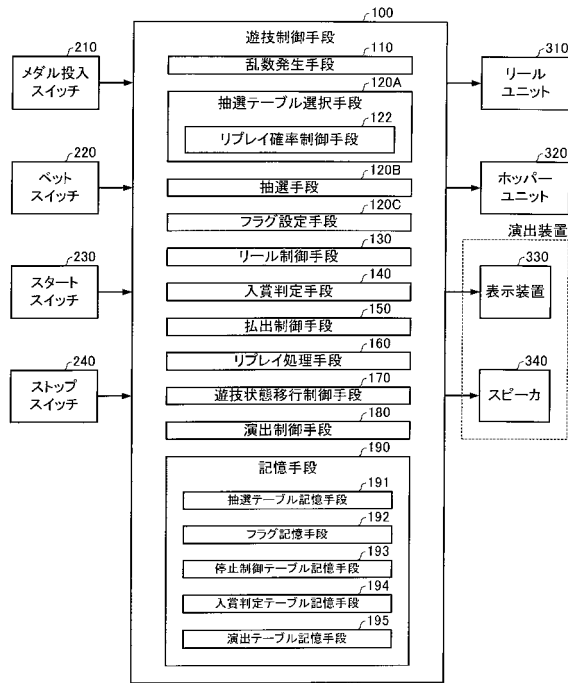 100
遊技制御手段
210
メダル投入
スイッチ
220
ベット
スイッチ
230
スタート
スイッチ
240
ストップ
スイッチ
110
乱数発生手段
120A
抽選テーブル選択手段
122
リプレイ確率制御手段
120B
抽選手段
120C
フラグ設定手段
130
リール制御手段
140
入賞判定手段
150
払出制御手段
160
リプレイ処理手段
170
遊技状態移行制御手段
180
演出制御手段
190
記憶手段
191
抽選テーブル記憶手段
192
フラグ記憶手段
193
停止制御テーブル記憶手段
194
入賞判定テーブル記憶手段
195
演出テーブル記憶手段
310
リール
ユニット
320
ホッパー
ユニット
演出装置
330
表示装置
340
スピーカ